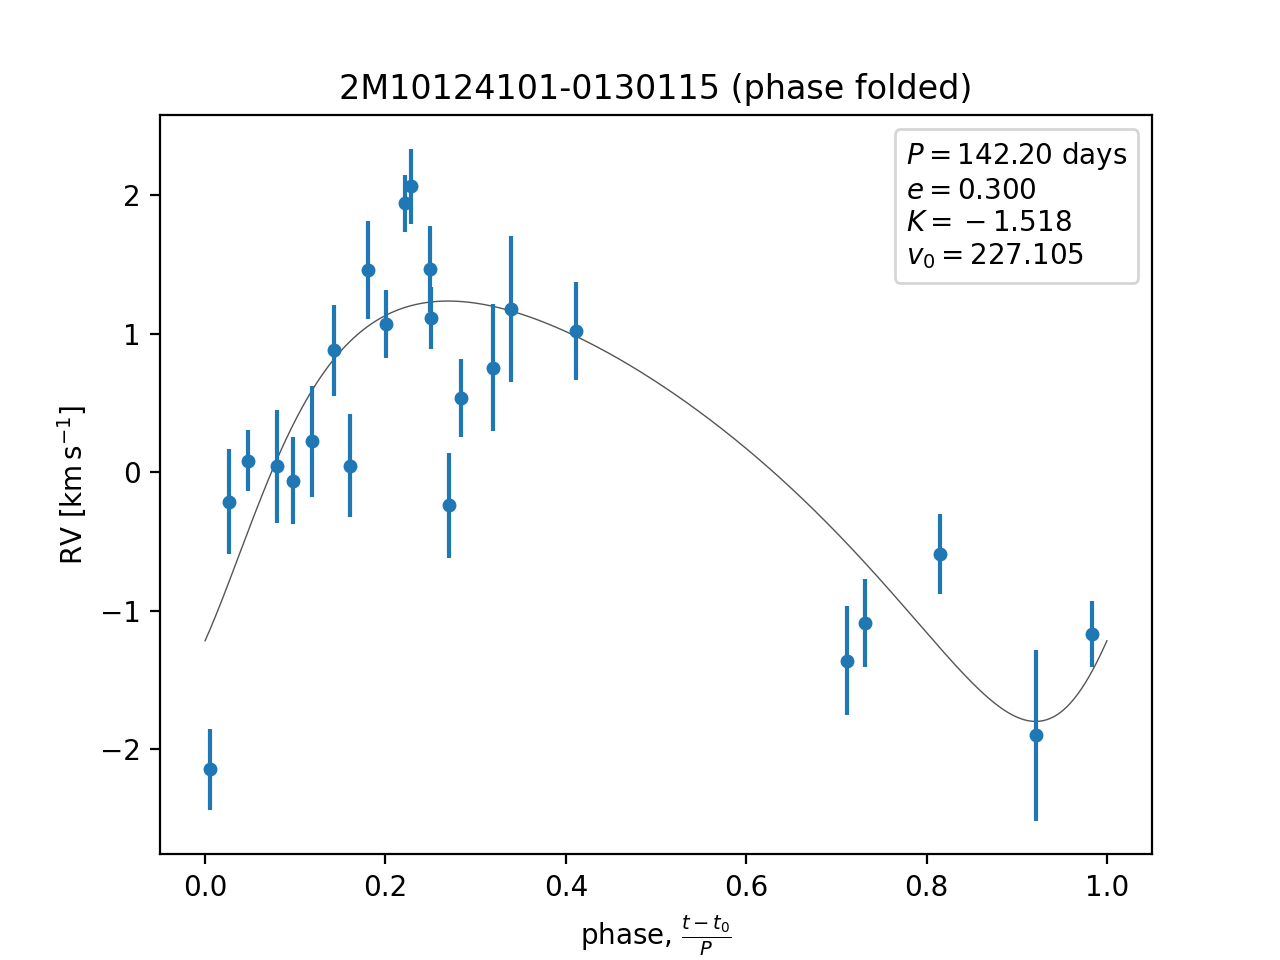 2M10124101-0130115 (phase folded)
P = 142.20 days
e = 0.300
K = −1.518
v₀ = 227.105
RV [km s⁻¹]
2
1
0
−1
−2
0.0 0.2 0.4 0.6 0.8 1.0
phase, (t − t₀)/P